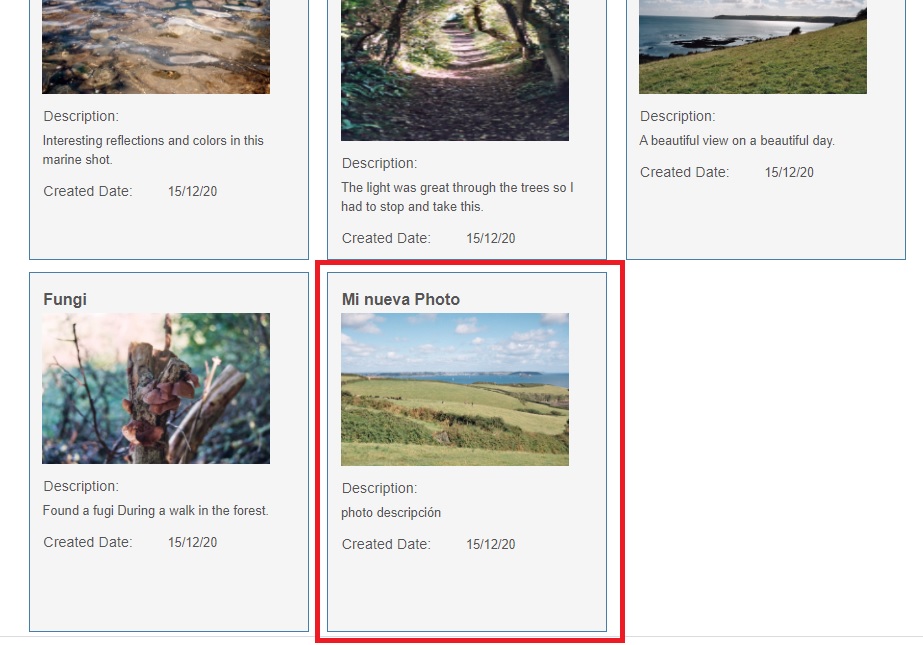 Description:
Interesting reflections and colors in this
marine shot.
Created Date: 15/12/20
Description:
The light was great through the trees so I
had to stop and take this.
Created Date: 15/12/20
Description:
A beautiful view on a beautiful day.
Created Date: 15/12/20
Fungi
Description:
Found a fugi During a walk in the forest.
Created Date: 15/12/20
Mi nueva Photo
Description:
photo descripción
Created Date: 15/12/20